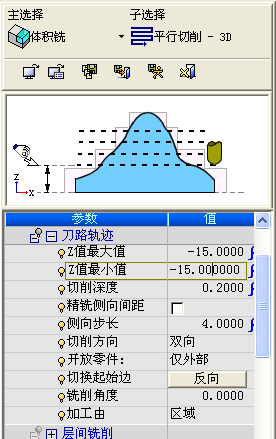 主选择 子选择
体积铣 平行切削 - 3D
z
x
参数 值
刀路轨迹
Z值最大值 -15.0000
Z值最小值 -15.000000
切削深度 0.2000
精铣侧向间距
侧向步长 4.0000
切削方向 双向
开放零件: 仅外部
切换起始边 反向
铣削角度 0.0000
加工由 区域
层间铣削